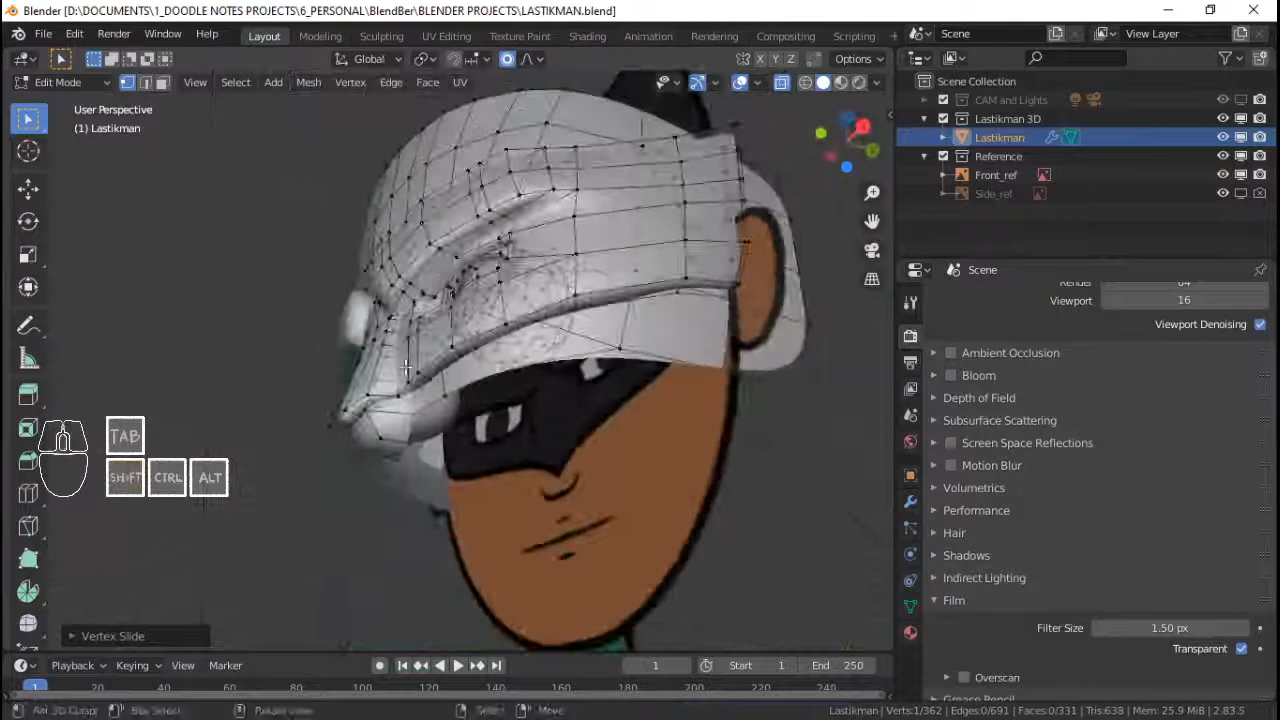 Blender [D:\DOCUMENTS\1_DOODLE NOTES PROJECTS\6_PERSONAL\BlendBer\BLENDER PROJECTS\LASTIKMAN.blend]
File Edit Render Window Help Layout Modeling Sculpting UV Editing Texture Paint Shading Animation Rendering Compositing Scripting + Scene View Layer
Global X Y Z Options
Edit Mode View Select Add Mesh Vertex Edge Face UV
Scene Collection
CAM and Lights
Lastikman 3D
Lastikman
Reference
Front_ref
Side_ref
User Perspective
(1) Lastikman
Scene
Viewport 16
Viewport Denoising
Ambient Occlusion
Bloom
Depth of Field
Subsurface Scattering
Screen Space Reflections
Motion Blur
Volumetrics
Performance
Hair
Shadows
Indirect Lighting
Film
Filter Size 1.50 px
Transparent
Overscan
TAB
SHIFT CTRL ALT
Vertex Slide
Playback Keying View Marker 1 Start 1 End 250
1 20 40 60 80 100 120 140 160 180 200 220 240
Select Move
Lastikman | Verts:1/362 | Edges:0/691 | Faces:0/331 | Tris:638 | Mem: 25.9 MiB | 2.83.5